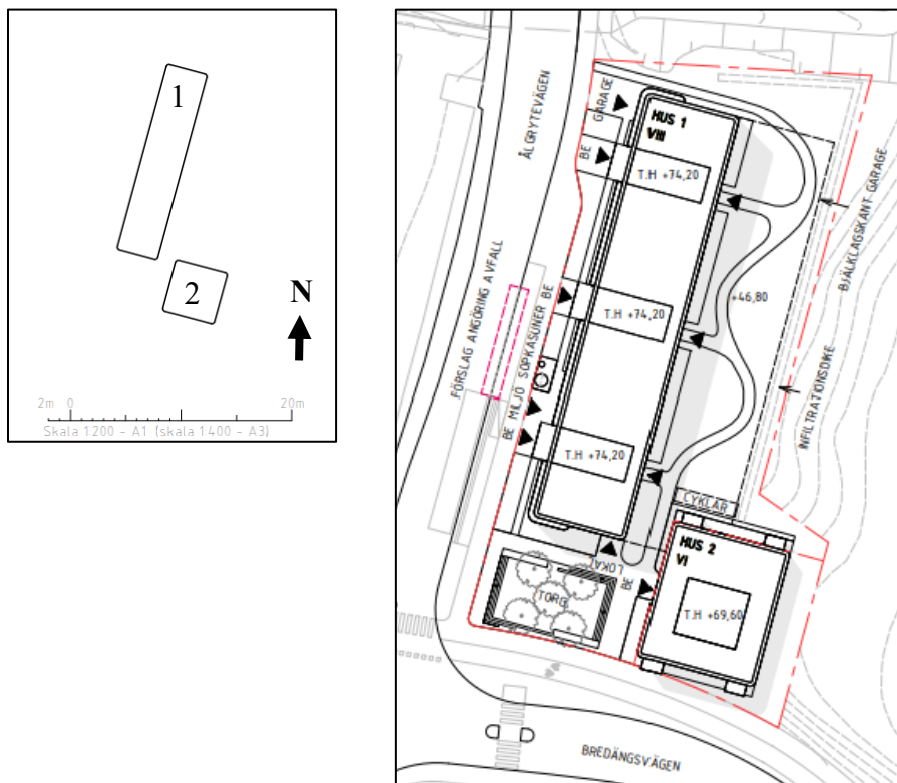 1
2
N
2m 0 20m
Skala 1:200 - A1 (skala 1:400 - A3)
ÄLGRYTEVÄGEN
GARAGE
BE
HUS 1
VIII
T.H +74,20
BJÄLKLAGSKANT GARAGE
+46,80
FÖRSLAG ANGÖRING AVFALL
BE MILJÖ SOPKASUNER BE
T.H +74,20
INFILTRATIONSDIKE
T.H +74,20
CYKLAR
HUS 2
VI
LOKAL
BE
TORG
T.H +69,60
BREDÄNGSVÄGEN